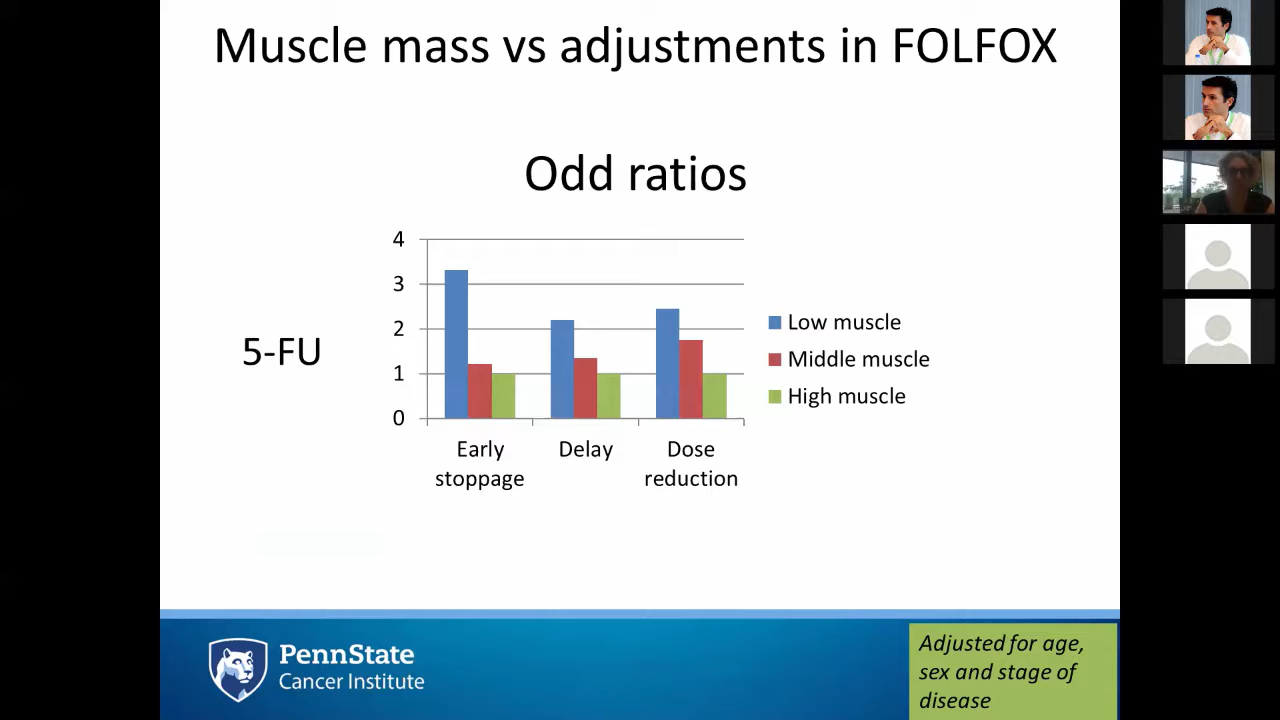 Muscle mass vs adjustments in FOLFOX
Odd ratios
5-FU
4
3
2
1
0
Early
stoppage
Delay
Dose
reduction
Low muscle
Middle muscle
High muscle
PennState
Cancer Institute
Adjusted for age,
sex and stage of
disease